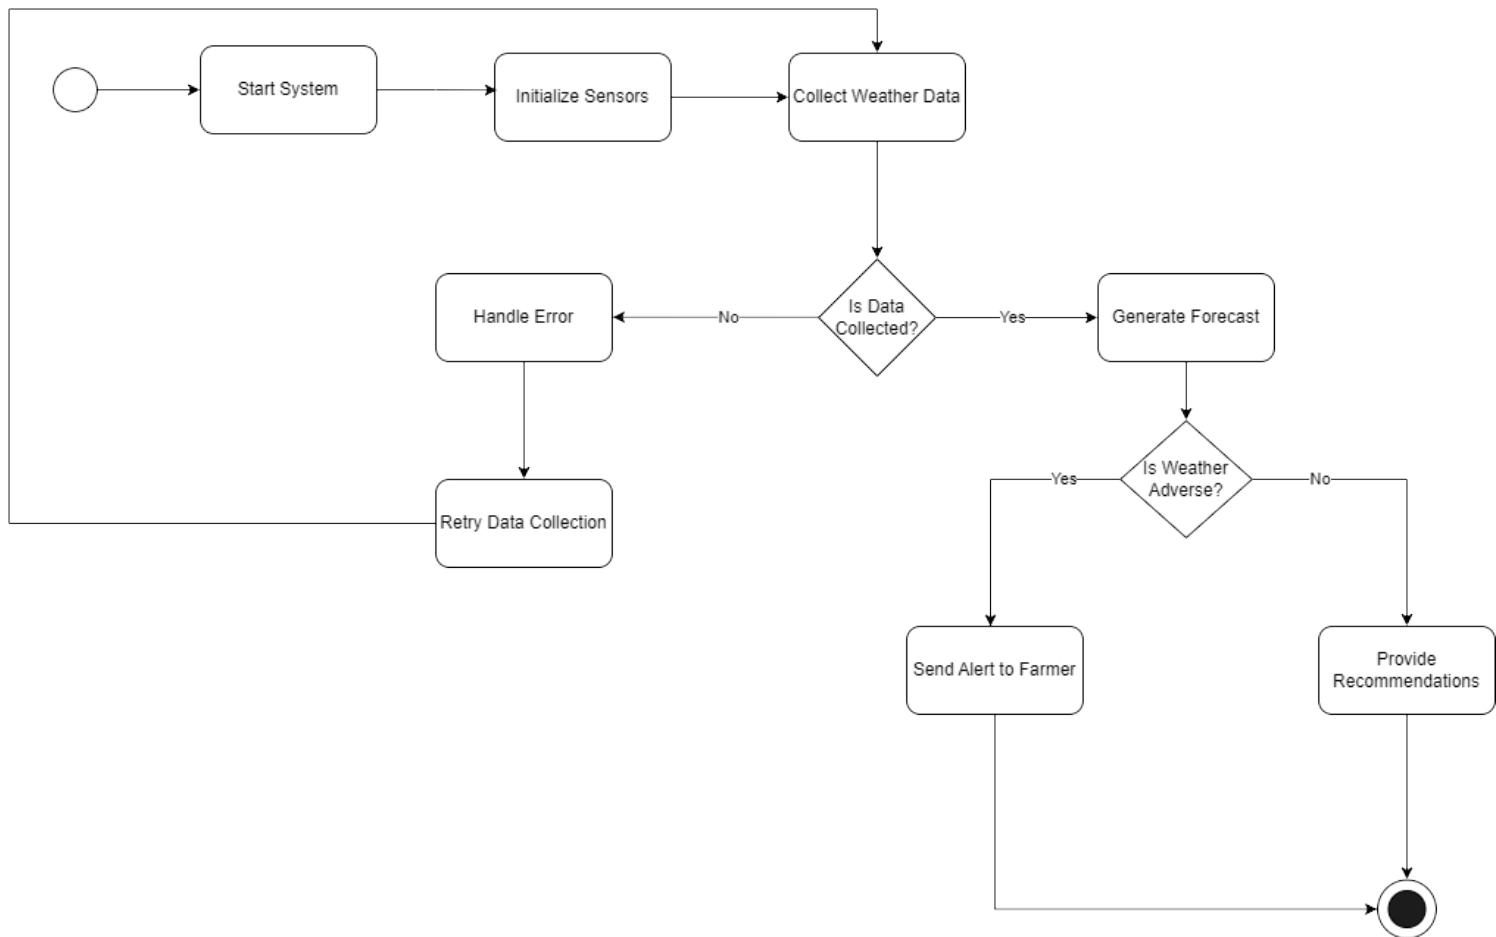 Start System
Initialize Sensors
Collect Weather Data
Handle Error
No
Is Data
Collected?
Yes
Generate Forecast
Yes
Is Weather
Adverse?
No
Retry Data Collection
Send Alert to Farmer
Provide
Recommendations